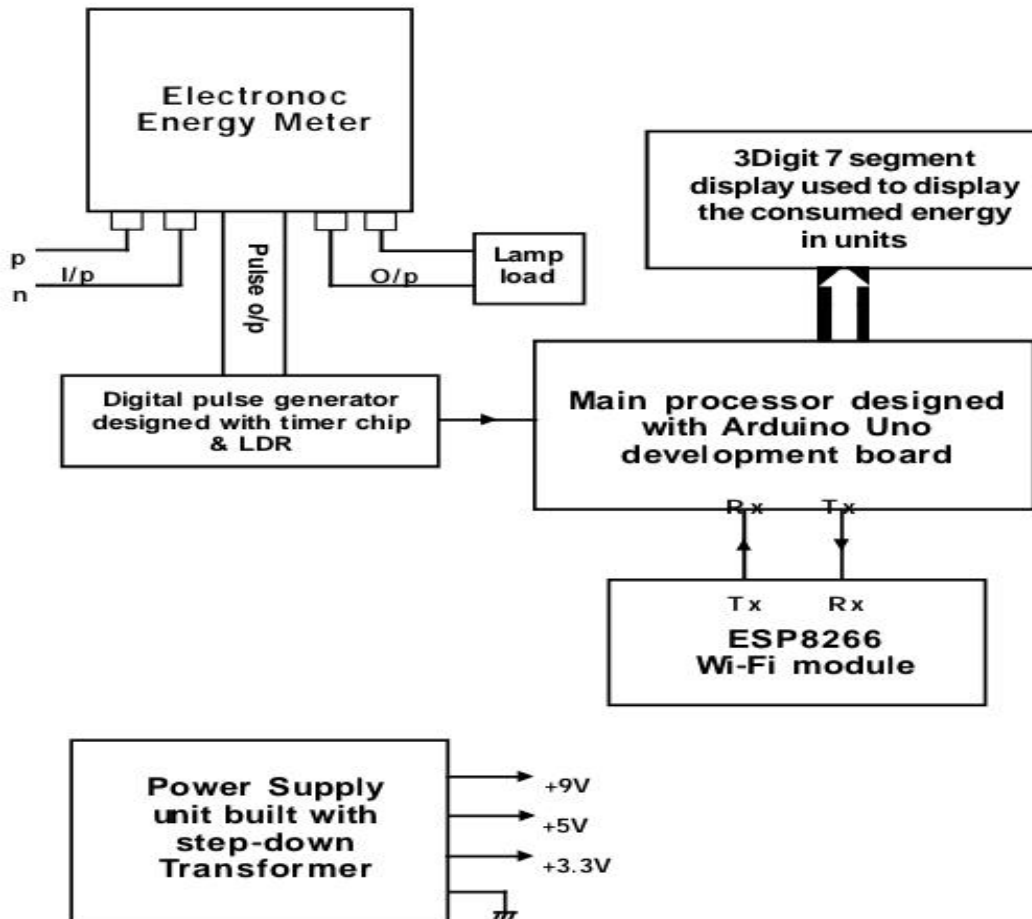 Electronoc
Energy Meter
3Digit 7 segment
display used to display
the consumed energy
in units
p
I/p
n
Pulse o/p
O/p
Lamp
load
Digital pulse generator
designed with timer chip
& LDR
Main processor designed
with Arduino Uno
development board
Rx Tx
Tx Rx
ESP8266
Wi-Fi module
Power Supply
unit built with
step-down
Transformer
+9V
+5V
+3.3V